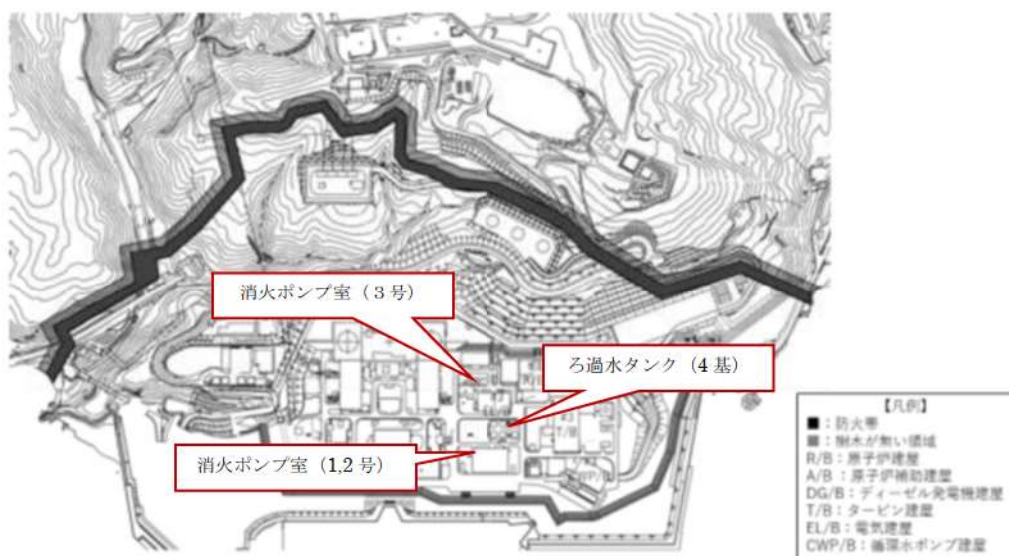 消火ポンプ室（３号）
ろ過水タンク（4 基）
消火ポンプ室（1,2 号）
T/B
【凡例】
■：防火帯
■：樹木が無い領域
R/B：原子炉建屋
A/B：原子炉補助建屋
DG/B：ディーゼル発電機建屋
T/B：タービン建屋
EL/B：電気建屋
CWP/B：循環水ポンプ建屋